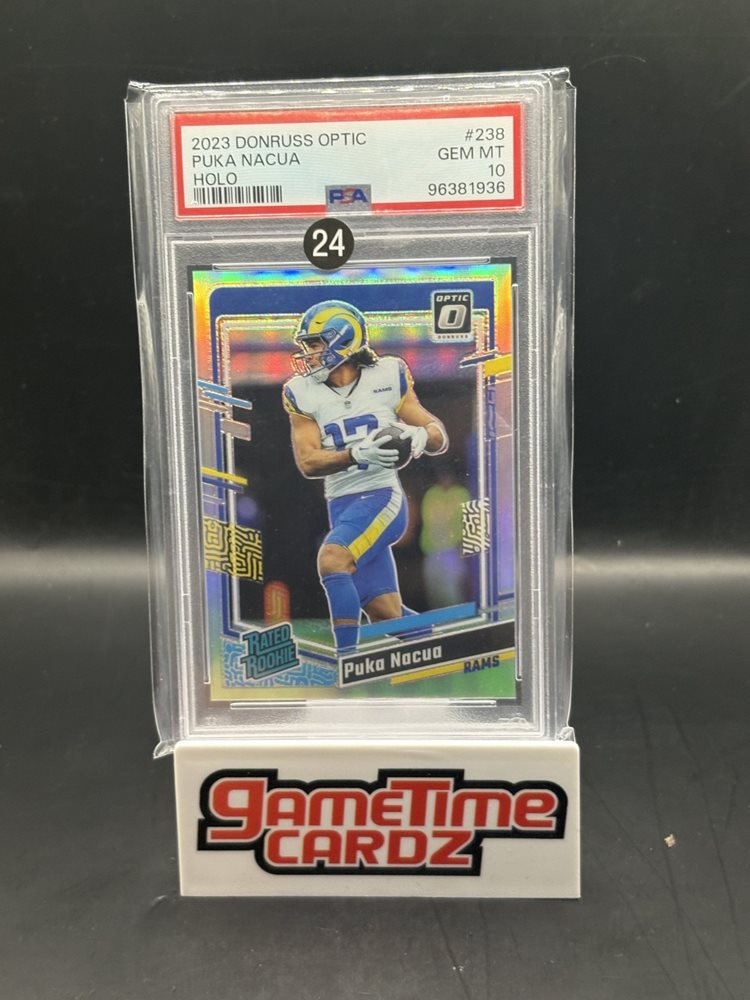 2023 DONRUSS OPTIC #238
PUKA NACUA GEM MT
HOLO 10
PSA 96381936
24
OPTIC
DONRUSS
RAMS
17
RATED
ROOKIE
Puka Nacua
RAMS
GAMETIME
CARDZ